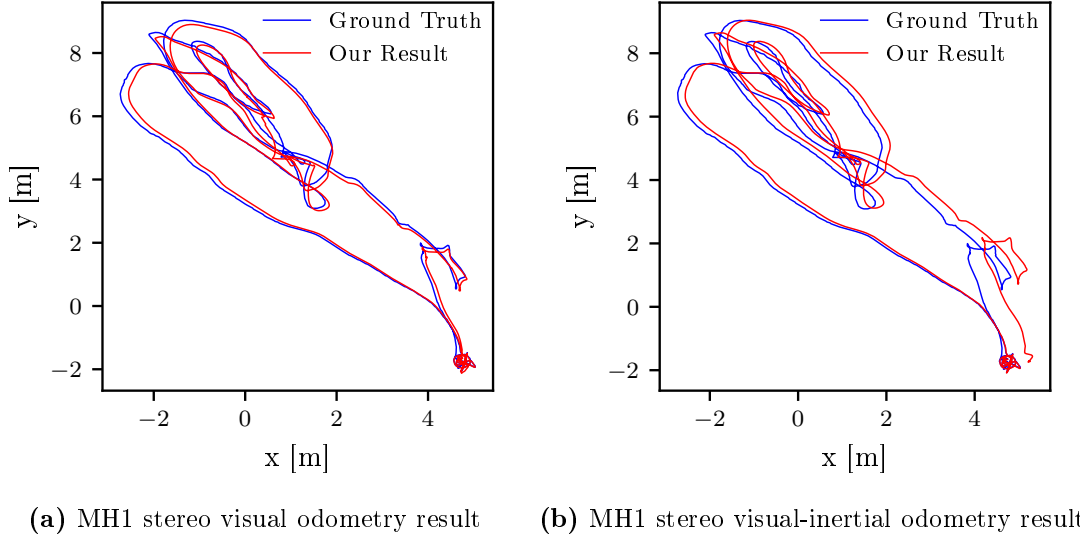 Ground Truth
Our Result
8
6
4
2
0
−2
y [m]
−2 0 2 4
x [m]
(a) MH1 stereo visual odometry result
Ground Truth
Our Result
8
6
4
2
0
−2
y [m]
−2 0 2 4
x [m]
(b) MH1 stereo visual-inertial odometry result